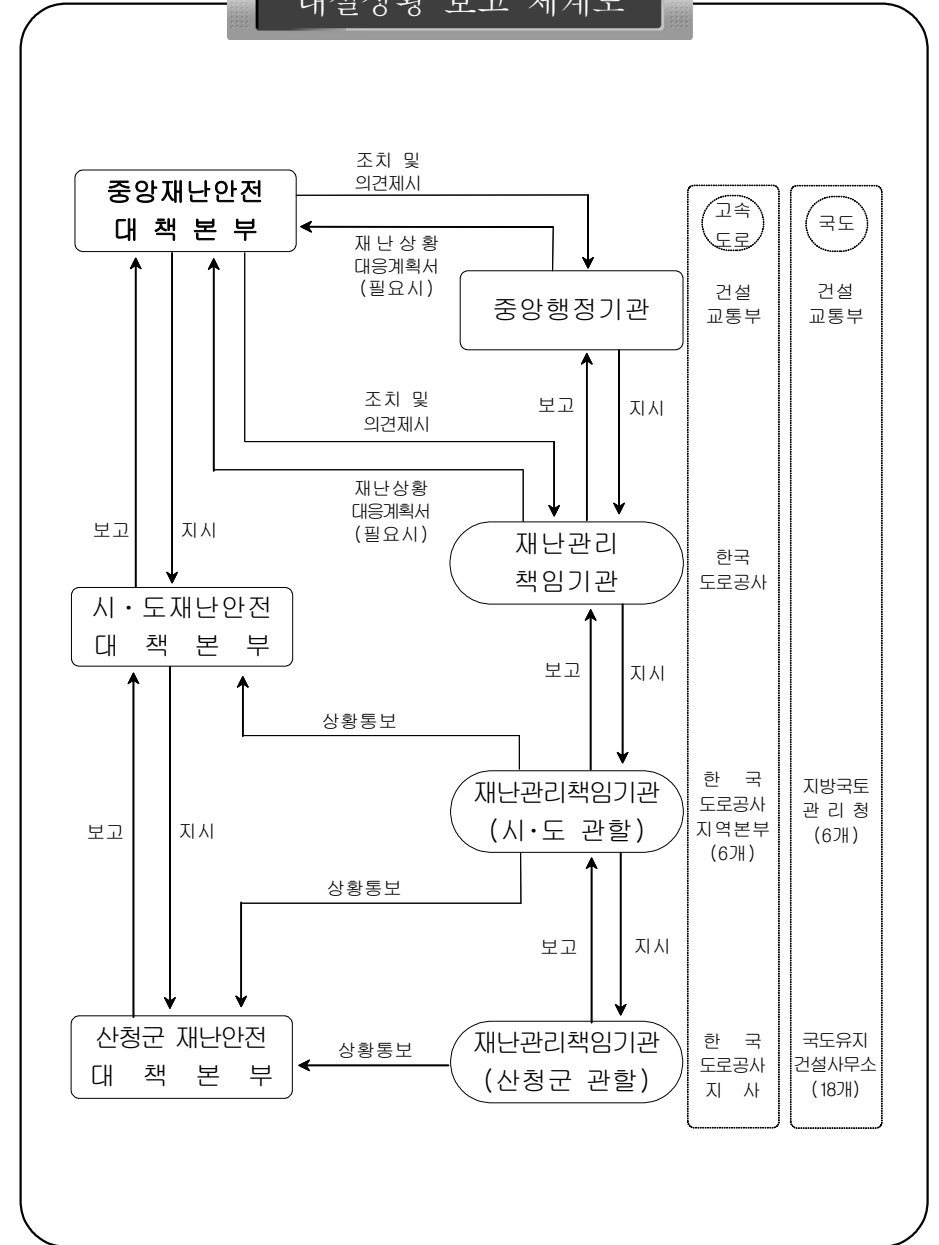 대설상황 보고 체계도
조치 및
의견제시
중앙재난안전
대 책 본 부
재 난 상 황
대응계획서
(필요시)
중앙행정기관
고속
도로
국도
건설
교통부
건설
교통부
조치 및
의견제시
보고
지시
재난상황
대응계획서
(필요시)
보고
지시
재난관리
책임기관
한국
도로공사
시·도재난안전
대 책 본 부
보고
지시
상황통보
재난관리책임기관
(시·도 관할)
한 국
도로공사
지역본부
(6개)
지방국토
관 리 청
(6개)
보고
지시
상황통보
보고
지시
산청군 재난안전
대 책 본 부
상황통보
재난관리책임기관
(산청군 관할)
한 국
도로공사
지 사
국도유지
건설사무소
(18개)